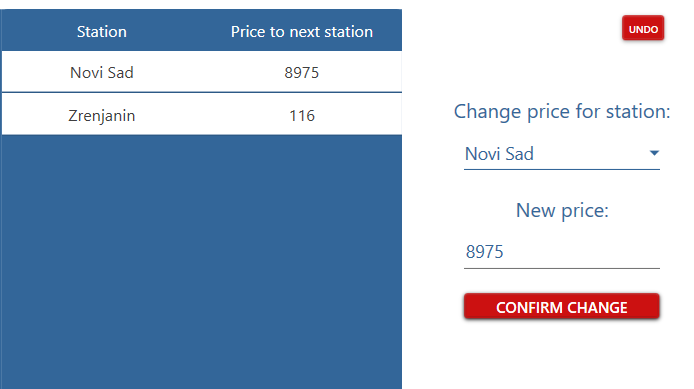 Station Price to next station
Novi Sad 8975
Zrenjanin 116
UNDO
Change price for station:
Novi Sad
New price:
8975
CONFIRM CHANGE